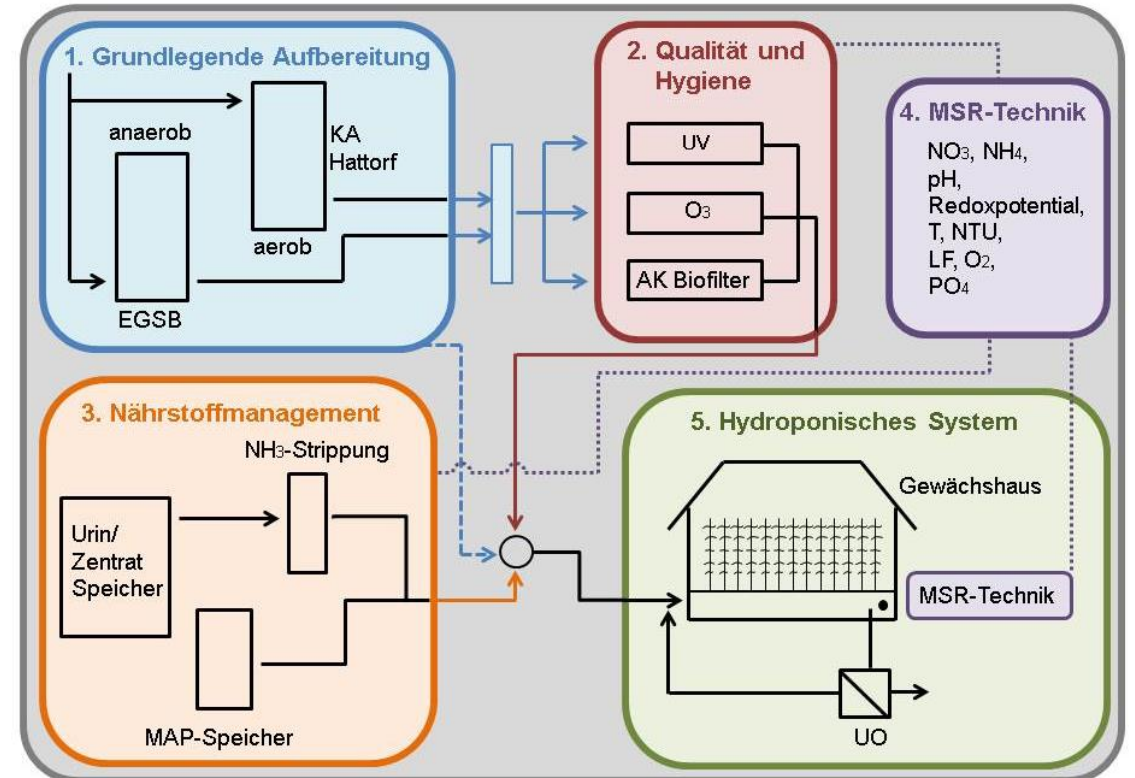 1. Grundlegende Aufbereitung
anaerob
KA
Hattorf
aerob
EGSB
2. Qualität und
Hygiene
UV
O3
AK Biofilter
4. MSR-Technik
NO3, NH4,
pH,
Redoxpotential,
T, NTU,
LF, O2,
PO4
3. Nährstoffmanagement
NH3-Strippung
Urin/
Zentrat
Speicher
MAP-Speicher
5. Hydroponisches System
Gewächshaus
MSR-Technik
UO